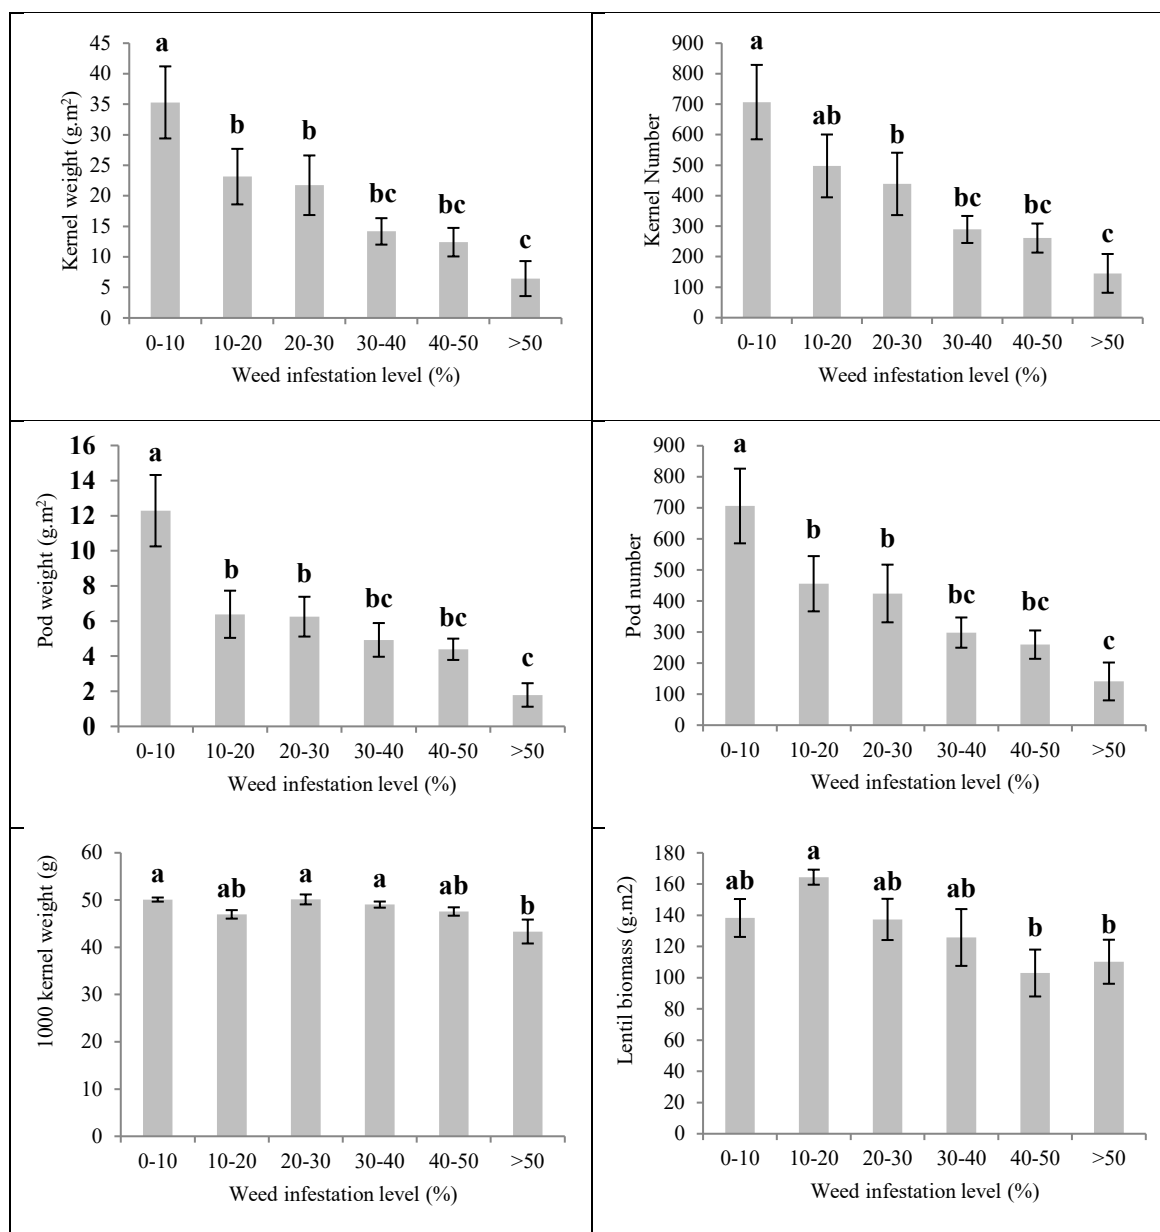 45
40
35
30
25
20
15
10
5
0
Kernel weight (g.m²)
a
b
b
bc
bc
c
0-10 10-20 20-30 30-40 40-50 >50
Weed infestation level (%)
900
800
700
600
500
400
300
200
100
0
Kernel Number
a
ab
b
bc
bc
c
0-10 10-20 20-30 30-40 40-50 >50
Weed infestation level (%)
16
14
12
10
8
6
4
2
0
Pod weight (g.m²)
a
b
b
bc
bc
c
0-10 10-20 20-30 30-40 40-50 >50
Weed infestation level (%)
900
800
700
600
500
400
300
200
100
0
Pod number
a
b
b
bc
bc
c
0-10 10-20 20-30 30-40 40-50 >50
Weed infestation level (%)
60
50
40
30
20
10
0
1000 kernel weight (g)
a
ab
a
a
ab
b
0-10 10-20 20-30 30-40 40-50 >50
Weed infestation level (%)
180
160
140
120
100
80
60
40
20
0
Lentil biomass (g.m2)
ab
a
ab
ab
b
b
0-10 10-20 20-30 30-40 40-50 >50
Weed infestation level (%)